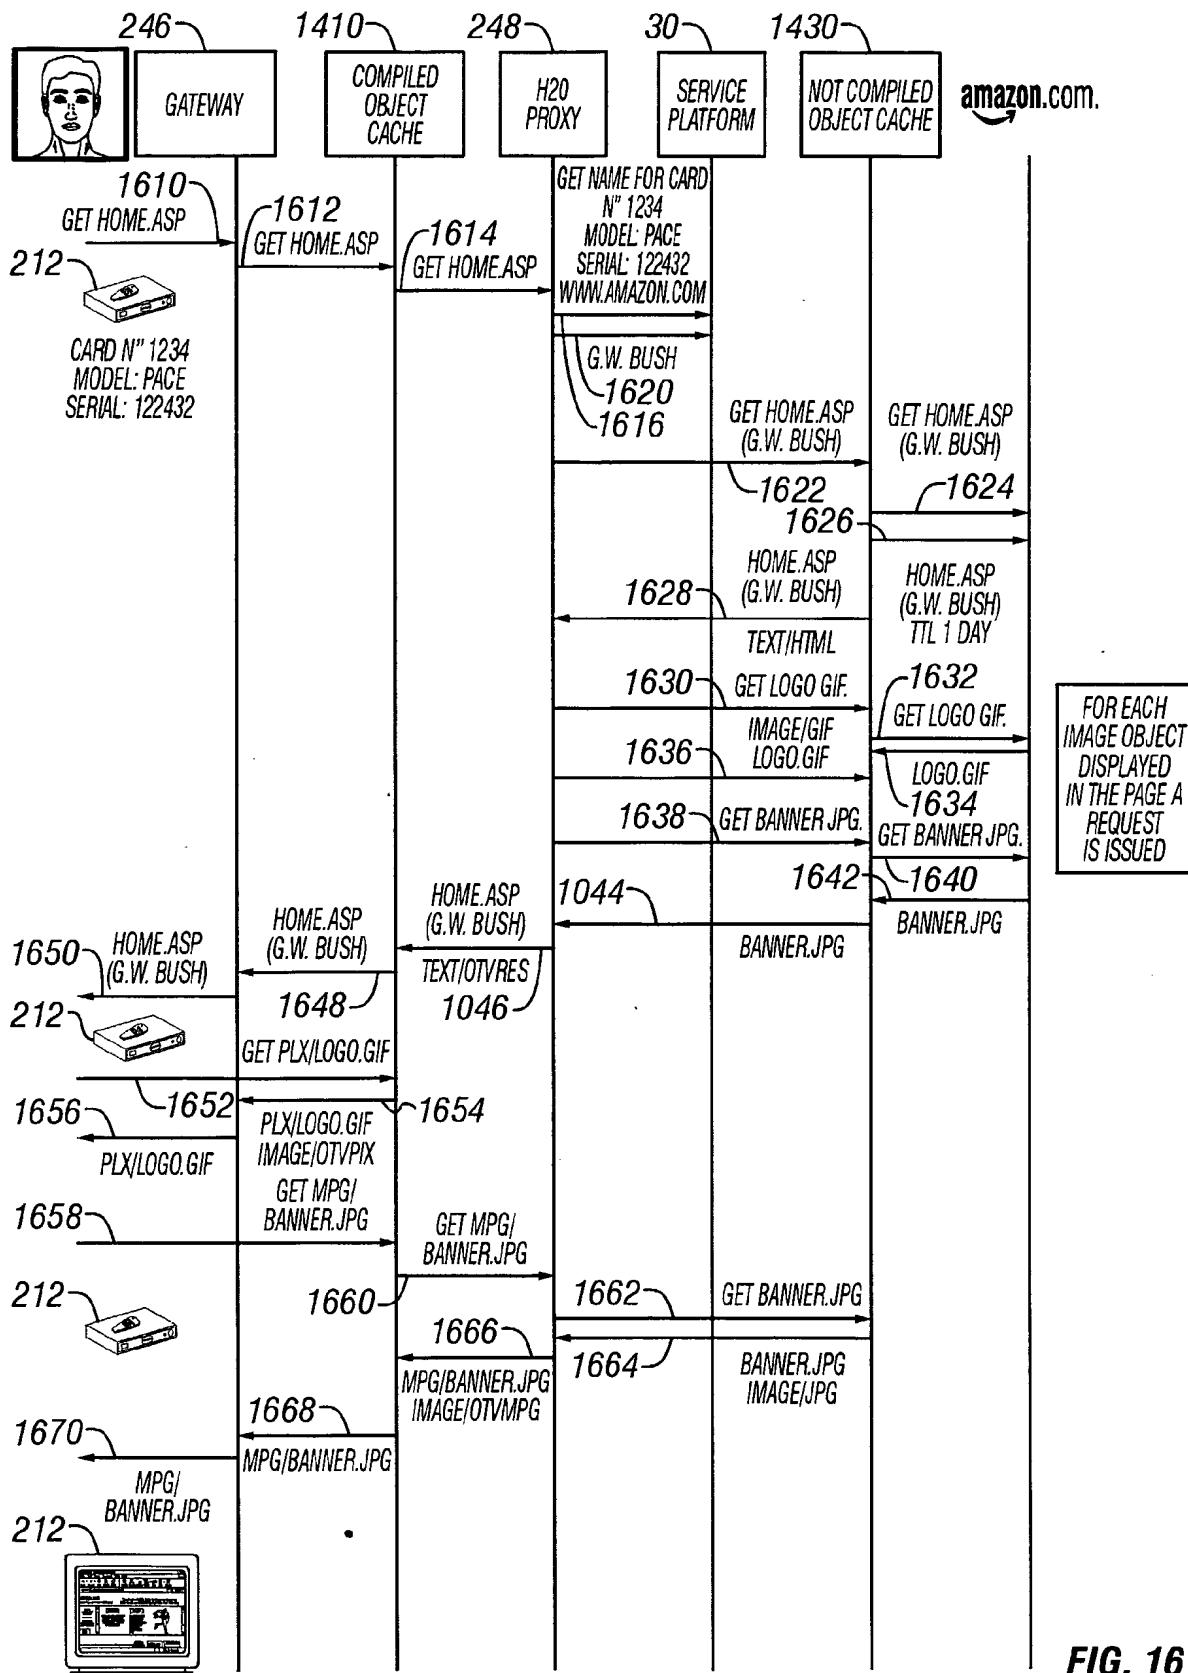 246
1410
248
30
1430
GATEWAY
COMPILED
OBJECT
CACHE
H20
PROXY
SERVICE
PLATFORM
NOT COMPILED
OBJECT CACHE
amazon.com.
1610
GET HOME.ASP
1612
GET HOME.ASP
1614
GET HOME.ASP
GET NAME FOR CARD
N" 1234
MODEL: PACE
SERIAL: 122432
WWW.AMAZON.COM
212
CARD N" 1234
MODEL: PACE
SERIAL: 122432
G.W. BUSH
1620
1616
GET HOME.ASP
(G.W. BUSH)
1622
GET HOME.ASP
(G.W. BUSH)
1624
1626
HOME.ASP
(G.W. BUSH)
1628
TEXT/HTML
HOME.ASP
(G.W. BUSH)
TTL 1 DAY
1630
GET LOGO GIF.
1632
GET LOGO GIF.
IMAGE/GIF
LOGO.GIF
1636
LOGO.GIF
1634
1638
GET BANNER JPG.
GET BANNER JPG.
1640
1642
BANNER.JPG
FOR EACH
IMAGE OBJECT
DISPLAYED
IN THE PAGE A
REQUEST
IS ISSUED
1044
BANNER.JPG
HOME.ASP
(G.W. BUSH)
TEXT/OTVRES
1046
HOME.ASP
(G.W. BUSH)
1648
HOME.ASP
(G.W. BUSH)
1650
212
GET PLX/LOGO.GIF
1652
1654
PLX/LOGO.GIF
IMAGE/OTVPIX
1656
PLX/LOGO.GIF
GET MPG/
BANNER.JPG
1658
GET MPG/
BANNER.JPG
1660
212
1662
GET BANNER.JPG
1664
BANNER.JPG
IMAGE/JPG
1666
MPG/BANNER.JPG
IMAGE/OTVMPG
1668
MPG/BANNER.JPG
1670
MPG/
BANNER.JPG
212
FIG. 16